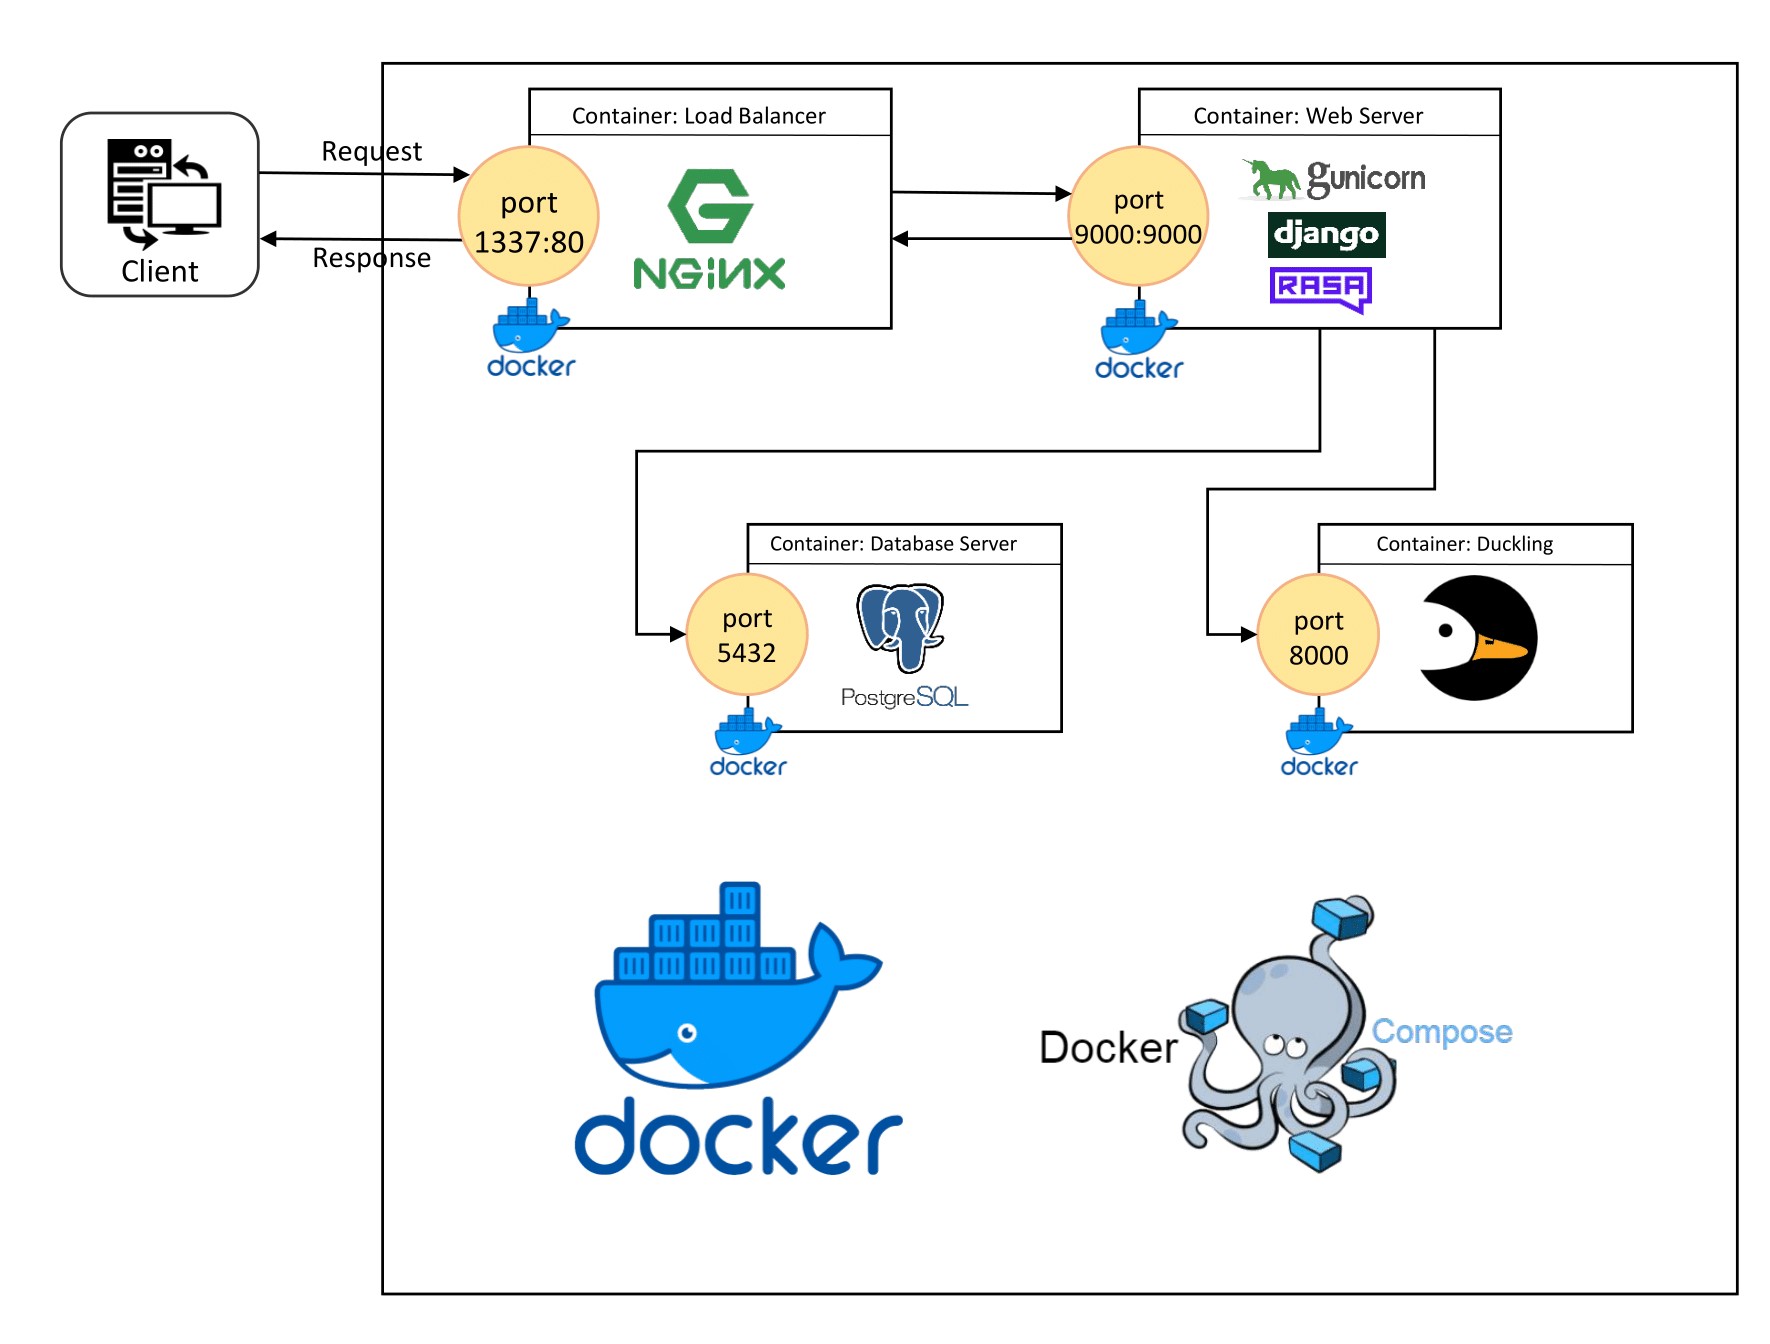 Client
Request
Response
Container: Load Balancer
port
1337:80
NGiNX
docker
Container: Web Server
port
9000:9000
gunicorn
django
RASA
docker
Container: Database Server
port
5432
PostgreSQL
docker
Container: Duckling
port
8000
docker
docker
Docker Compose